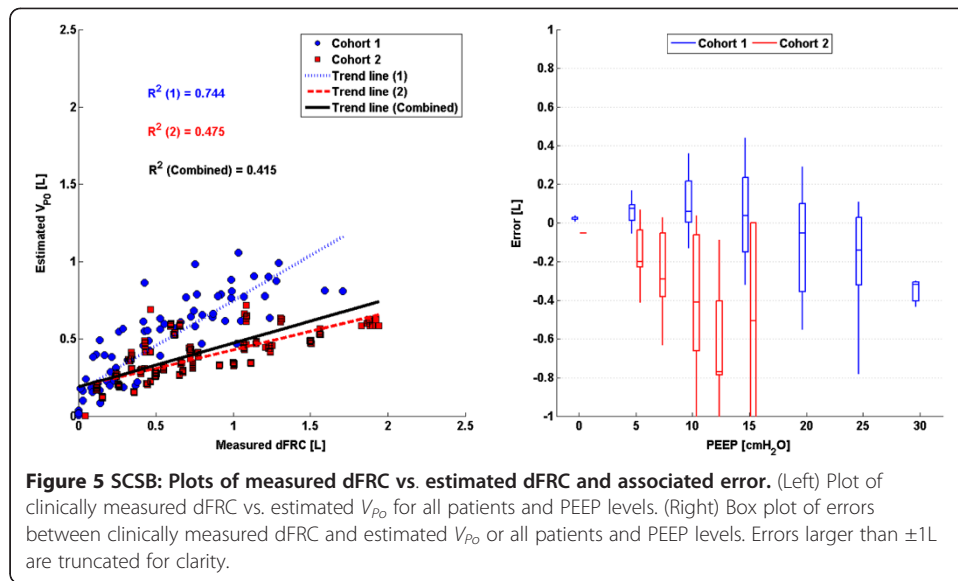 2.5
2
1.5
1
0.5
0
0
0.5
1
1.5
2
2.5
Estimated V_P0 [L]
Measured dFRC [L]
Cohort 1
Cohort 2
Trend line (1)
Trend line (2)
Trend line (Combined)
R² (1) = 0.744
R² (2) = 0.475
R² (Combined) = 0.415
Cohort 1 Cohort 2
1
0.8
0.6
0.4
0.2
0
-0.2
-0.4
-0.6
-0.8
-1
0
5
10
15
20
25
30
Error [L]
PEEP [cmH₂O]
Figure 5 SCSB: Plots of measured dFRC vs. estimated dFRC and associated error. (Left) Plot of
clinically measured dFRC vs. estimated V_Po for all patients and PEEP levels. (Right) Box plot of errors
between clinically measured dFRC and estimated V_Po or all patients and PEEP levels. Errors larger than ±1L
are truncated for clarity.